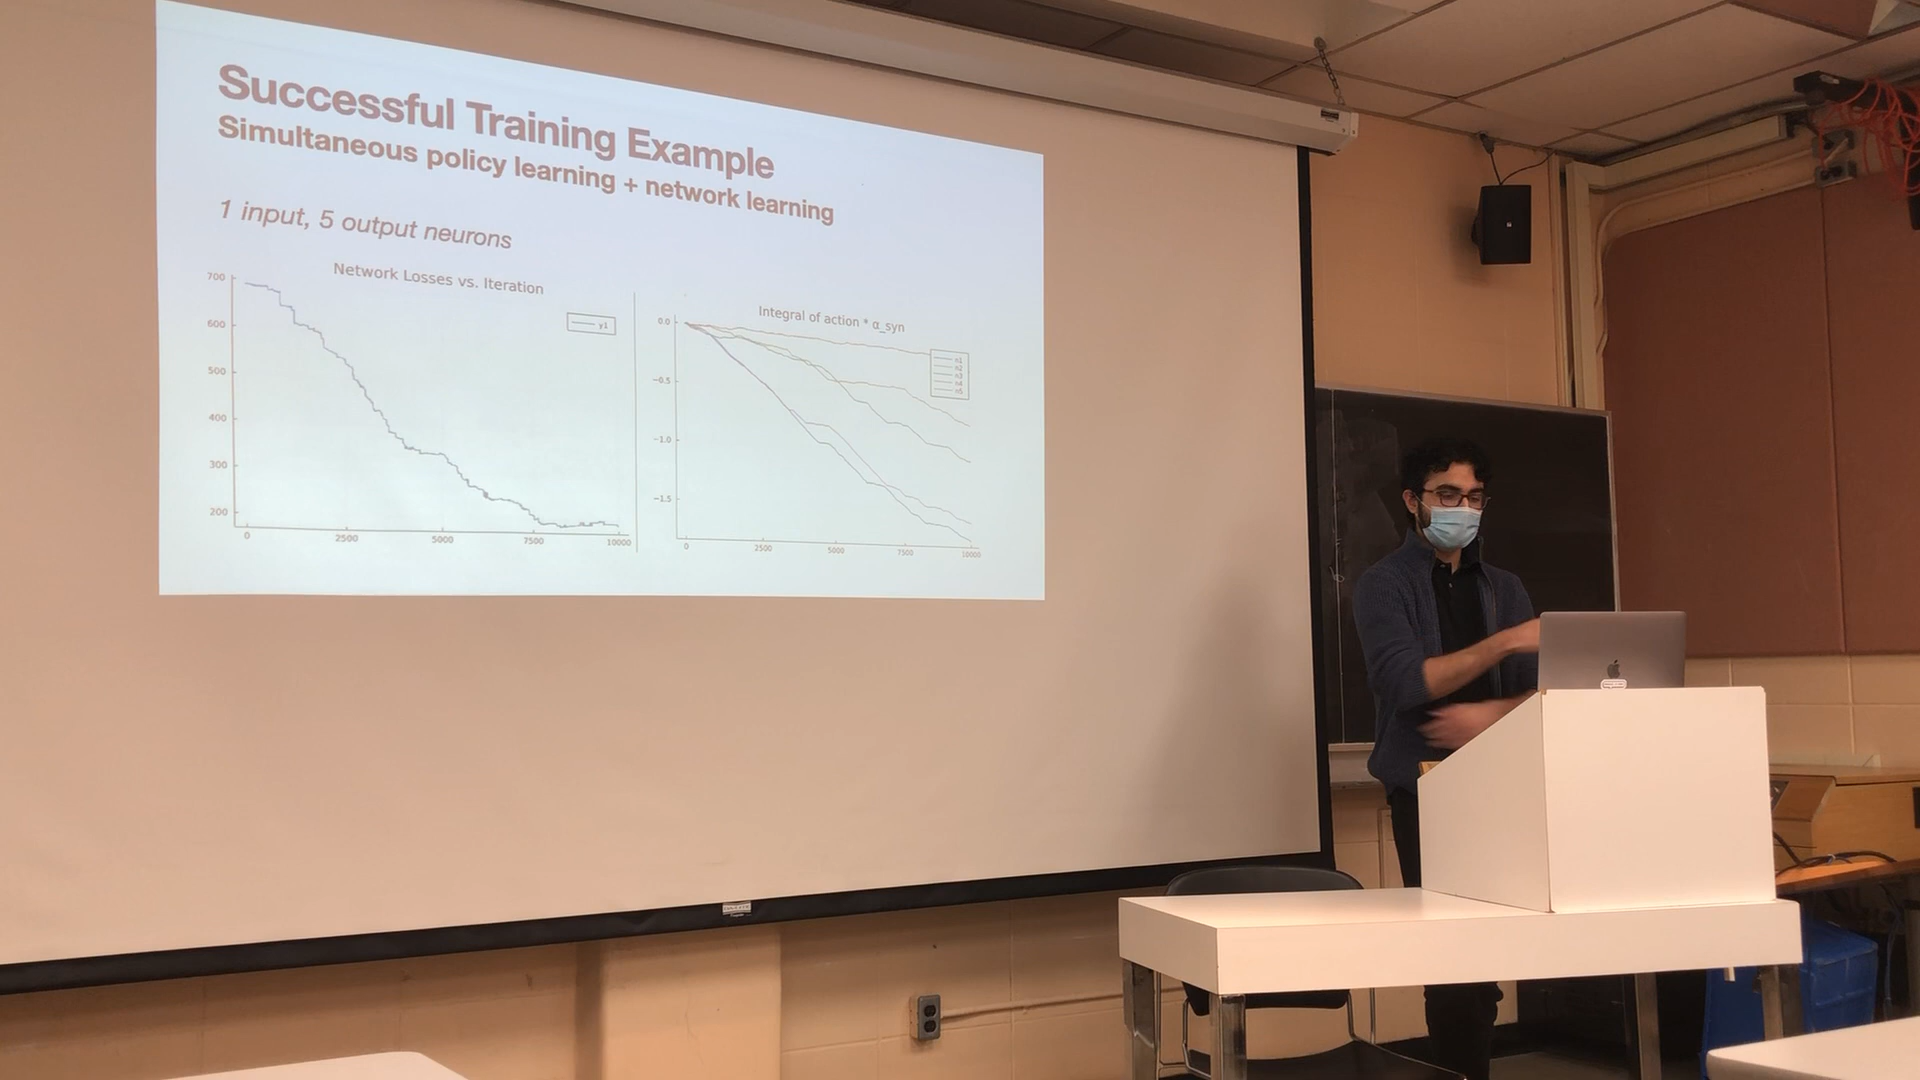 Successful Training Example
Simultaneous policy learning + network learning
1 input, 5 output neurons
Network Losses vs. Iteration
700
600
500
400
300
200
0
2500
5000
7500
10000
y1
Integral of action * α_syn
0.0
−0.5
−1.0
−1.5
0
2500
5000
7500
10000
n1
n2
n3
n4
n5